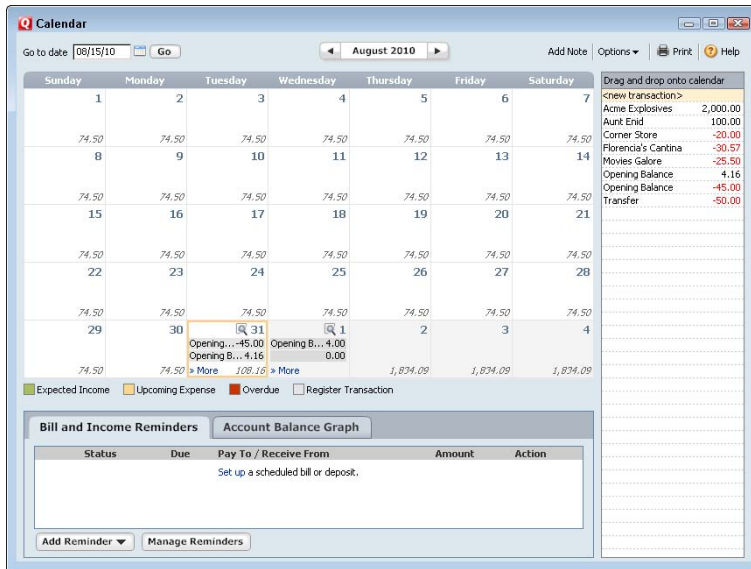 Calendar
Go to date 08/15/10 Go August 2010 Add Note Options Print Help
Sunday Monday Tuesday Wednesday Thursday Friday Saturday
1 2 3 4 5 6 7
74.50 74.50 74.50 74.50 74.50 74.50 74.50
8 9 10 11 12 13 14
74.50 74.50 74.50 74.50 74.50 74.50 74.50
15 16 17 18 19 20 21
74.50 74.50 74.50 74.50 74.50 74.50 74.50
22 23 24 25 26 27 28
74.50 74.50 74.50 74.50 74.50 74.50 74.50
29 30 31 1 2 3 4
Opening...-45.00 Opening B... 4.00
Opening B... 4.16 0.00
74.50 74.50 » More 108.16 » More 1,834.09 1,834.09 1,834.09
Expected Income Upcoming Expense Overdue Register Transaction
Drag and drop onto calendar
<new transaction>
Acme Explosives 2,000.00
Aunt Enid 100.00
Corner Store -20.00
Florencia's Cantina -30.57
Movies Galore -25.50
Opening Balance 4.16
Opening Balance -45.00
Transfer -50.00
Bill and Income Reminders Account Balance Graph
Status Due Pay To / Receive From Amount Action
Set up a scheduled bill or deposit.
Add Reminder Manage Reminders